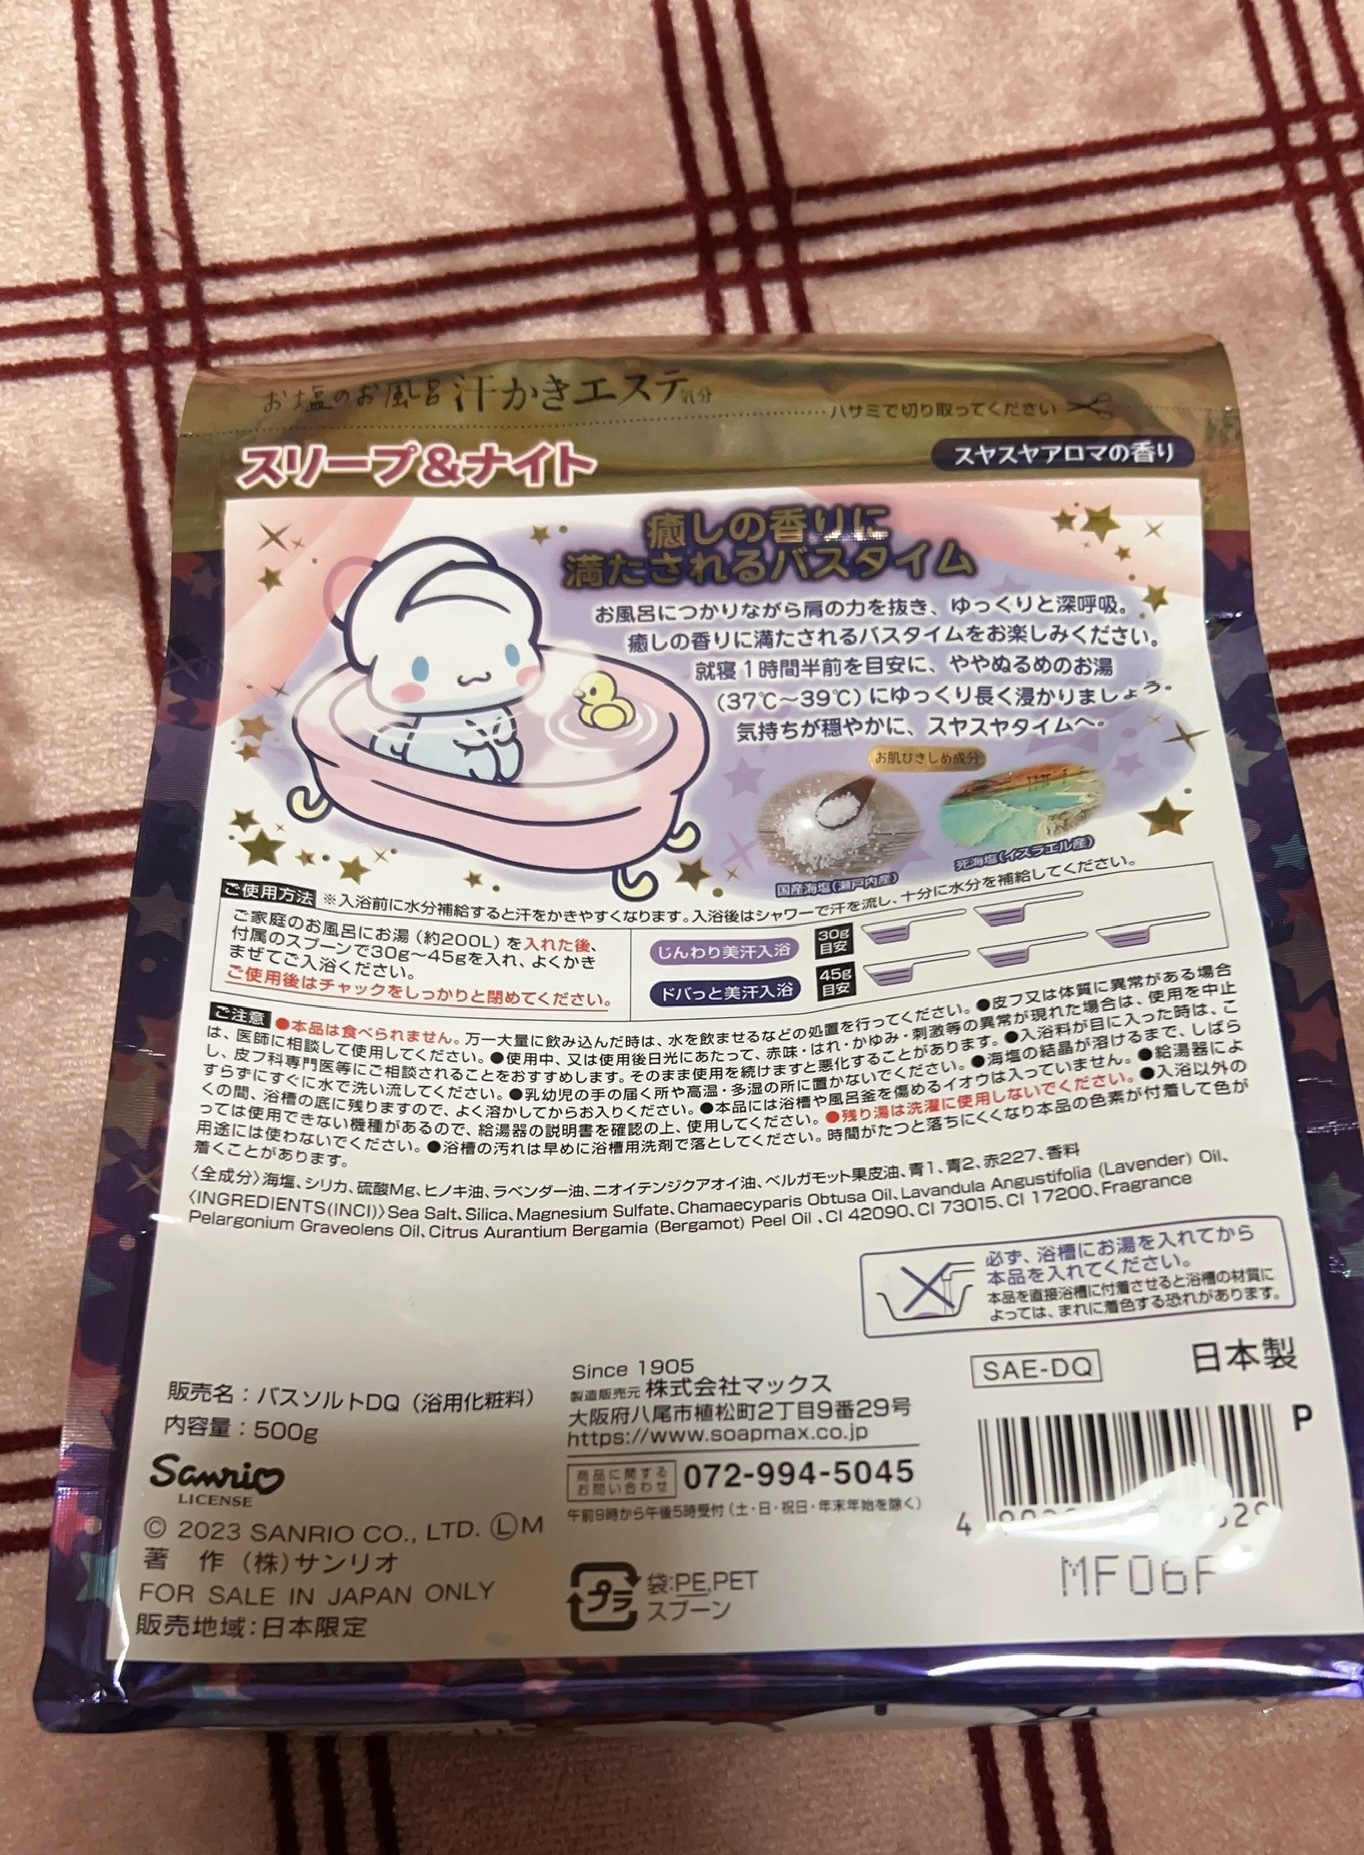 お塩のお風呂 汗かきエステ気分
ハサミで切り取ってください
スリープ&ナイト
スヤスヤアロマの香り
癒しの香りに
満たされるバスタイム
お風呂につかりながら肩の力を抜き、ゆっくりと深呼吸。
癒しの香りに満たされるバスタイムをお楽しみください。
就寝1時間半前を目安に、ややぬるめのお湯
(37℃～39℃)にゆっくり長く浸かりましょう。
気持ちが穏やかに、スヤスヤタイムへ。
お肌ひきしめ成分
国産海塩(瀬戸内産)
死海塩(イスラエル産)
ご使用方法 ※入浴前に水分補給すると汗をかきやすくなります。入浴後はシャワーで汗を流し、十分に水分を補給してください。
ご家庭のお風呂にお湯(約200L)を入れた後、
付属のスプーンで30g～45gを入れ、よくかき
まぜてご入浴ください。
ご使用後はチャックをしっかりと閉めてください。
じんわり美汗入浴 30g目安
ドバっと美汗入浴 45g目安
ご注意 ●本品は食べられません。万一大量に飲み込んだ時は、水を飲ませるなどの処置を行ってください。●皮フ又は体質に異常がある場合
は、医師に相談して使用してください。●使用中、又は使用後日光にあたって、赤味・はれ・かゆみ・刺激等の異常が現れた場合は、使用を中止
し、皮フ科専門医等にご相談されることをおすすめします。そのまま使用を続けますと悪化することがあります。●入浴料が目に入った時は、こ
すらずにすぐに水で洗い流してください。●乳幼児の手の届く所や高温・多湿の所に置かないでください。●海塩の結晶が溶けるまで、しばら
くの間、浴槽の底に残りますので、よく溶かしてからお入りください。●本品には浴槽や風呂釜を傷めるイオウは入っていません。●給湯器によ
っては使用できない機種があるので、給湯器の説明書を確認の上、使用してください。●残り湯は洗濯に使用しないでください。●入浴以外の
用途には使わないでください。●浴槽の汚れは早めに浴槽用洗剤で落としてください。時間がたつと落ちにくくなり本品の色素が付着して色が
着くことがあります。
〈全成分〉海塩、シリカ、硫酸Mg、ヒノキ油、ラベンダー油、ニオイテンジクアオイ油、ベルガモット果皮油、青1、青2、赤227、香料
〈INGREDIENTS(INCI)〉Sea Salt、Silica、Magnesium Sulfate、Chamaecyparis Obtusa Oil、Lavandula Angustifolia (Lavender) Oil、
Pelargonium Graveolens Oil、Citrus Aurantium Bergamia (Bergamot) Peel Oil 、CI 42090、CI 73015、CI 17200、Fragrance
必ず、浴槽にお湯を入れてから
本品を入れてください。
本品を直接浴槽に付着させると浴槽の材質に
よっては、まれに着色する恐れがあります。
販売名：バスソルトDQ(浴用化粧料)
内容量：500g
Sanrio
LICENSE
© 2023 SANRIO CO., LTD. ⓁM
著 作 (株)サンリオ
FOR SALE IN JAPAN ONLY
販売地域：日本限定
Since 1905
製造販売元 株式会社マックス
大阪府八尾市植松町2丁目9番29号
https://www.soapmax.co.jp
商品に関するお問い合わせ 072-994-5045
午前9時から午後5時受付(土・日・祝日・年末年始を除く)
プラ 袋:PE,PET
スプーン
SAE-DQ
日本製
P
4
MF06F